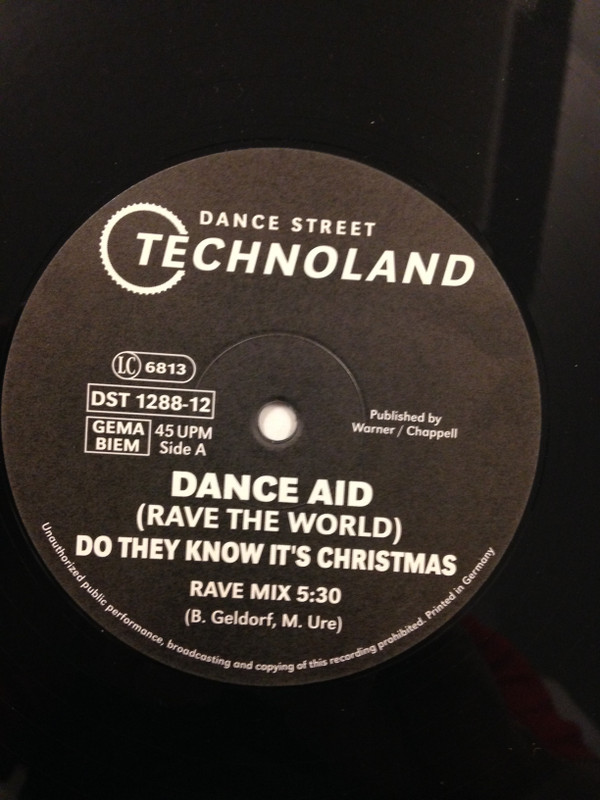 DANCE STREET
TECHNOLAND
LC 6813
DST 1288-12
GEMA
BIEM
45 UPM
Side A
Published by
Warner / Chappell
DANCE AID
(RAVE THE WORLD)
DO THEY KNOW IT'S CHRISTMAS
RAVE MIX 5:30
(B. Geldorf, M. Ure)
Unauthorized public performance, broadcasting and copying of this recording prohibited. Printed in Germany